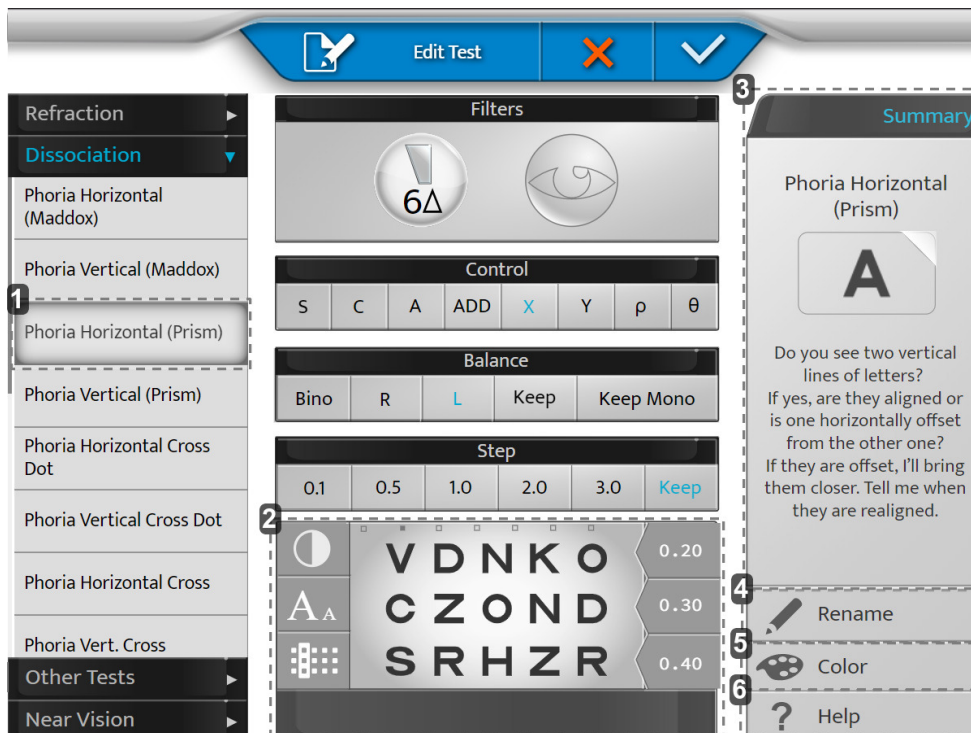 Edit Test
3
Refraction
Dissociation
Phoria Horizontal
(Maddox)
Phoria Vertical (Maddox)
1
Phoria Horizontal (Prism)
Phoria Vertical (Prism)
Phoria Horizontal Cross
Dot
Phoria Vertical Cross Dot
Phoria Horizontal Cross
Phoria Vert. Cross
Other Tests
Near Vision
Filters
6Δ
Control
S C A ADD X Y ρ θ
Balance
Bino R L Keep Keep Mono
Step
0.1 0.5 1.0 2.0 3.0 Keep
2
V D N K O 0.20
A A C Z O N D 0.30
S R H Z R 0.40
Summary
Phoria Horizontal
(Prism)
A
Do you see two vertical
lines of letters?
If yes, are they aligned or
is one horizontally offset
from the other one?
If they are offset, I'll bring
them closer. Tell me when
they are realigned.
4
Rename
5
Color
6
? Help